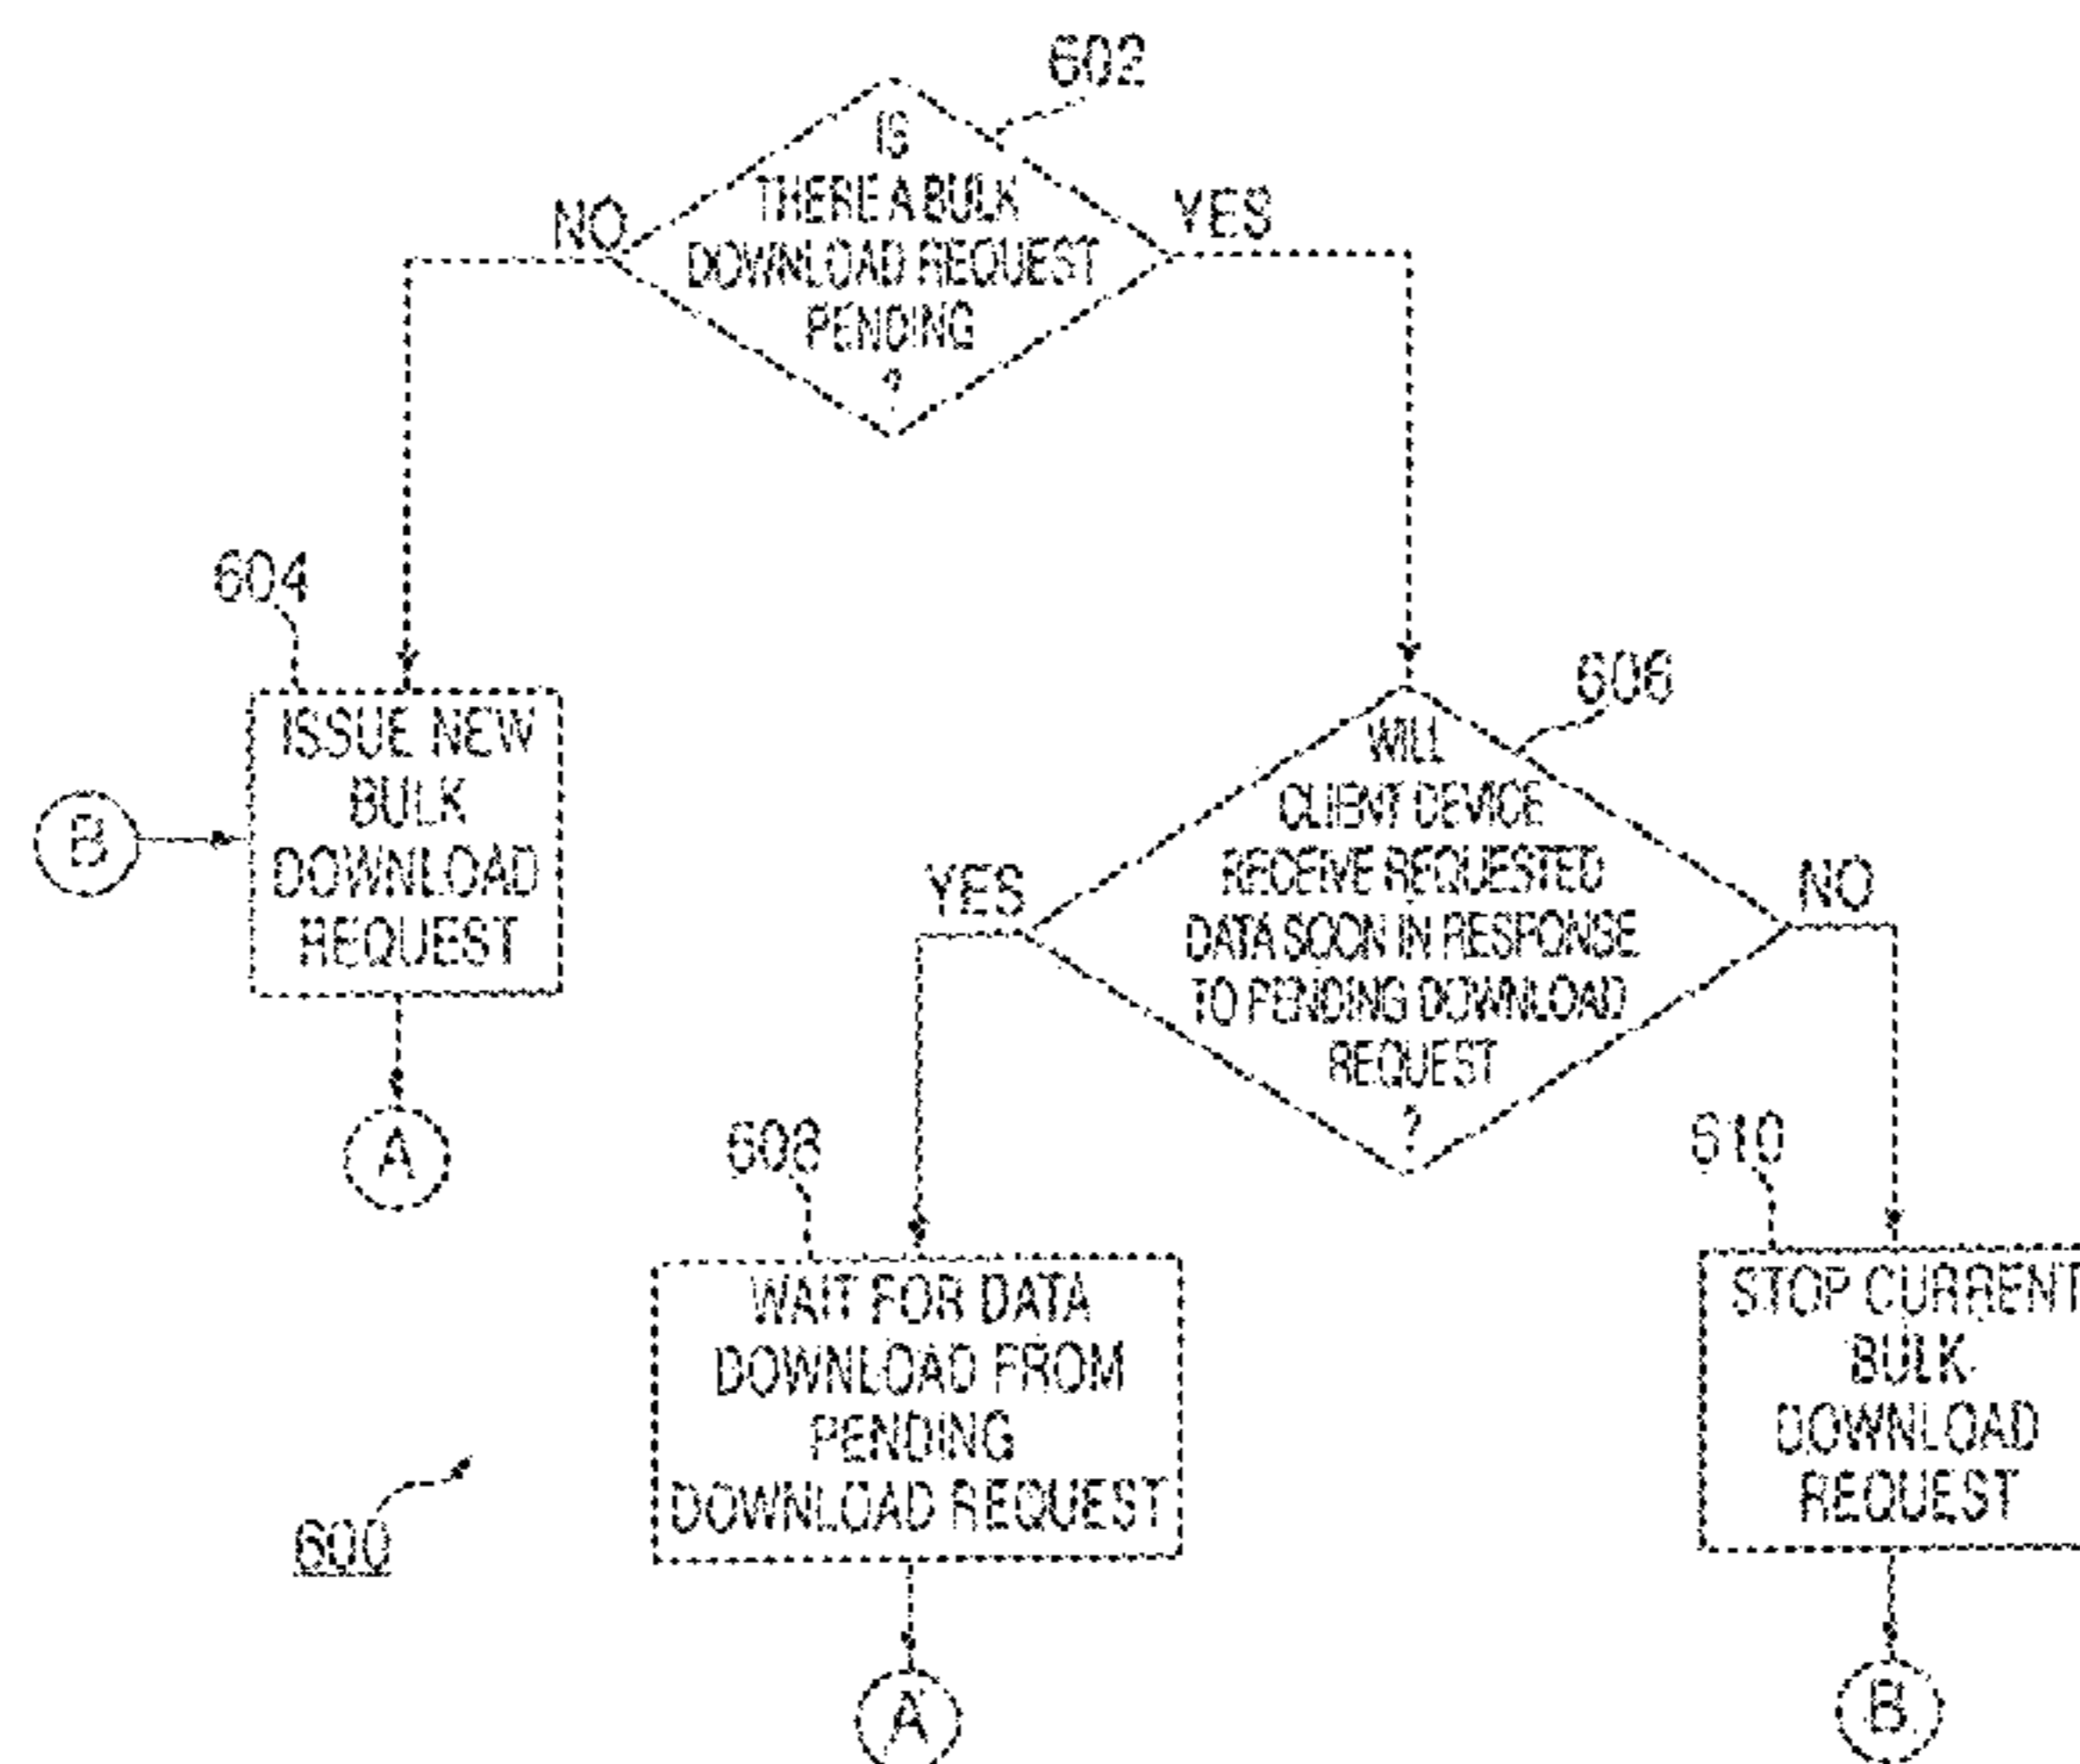 602
IS
THERE A BULK
DOWNLOAD REQUEST
PENDING
?
NO
YES
604
ISSUE NEW
BULK
DOWNLOAD
REQUEST
B
A
606
WILL
CLIENT DEVICE
RECEIVE REQUESTED
DATA SOON IN RESPONSE
TO PENDING DOWNLOAD
REQUEST
?
YES
NO
608
WAIT FOR DATA
DOWNLOAD FROM
PENDING
DOWNLOAD REQUEST
A
610
STOP CURRENT
BULK
DOWNLOAD
REQUEST
B
600